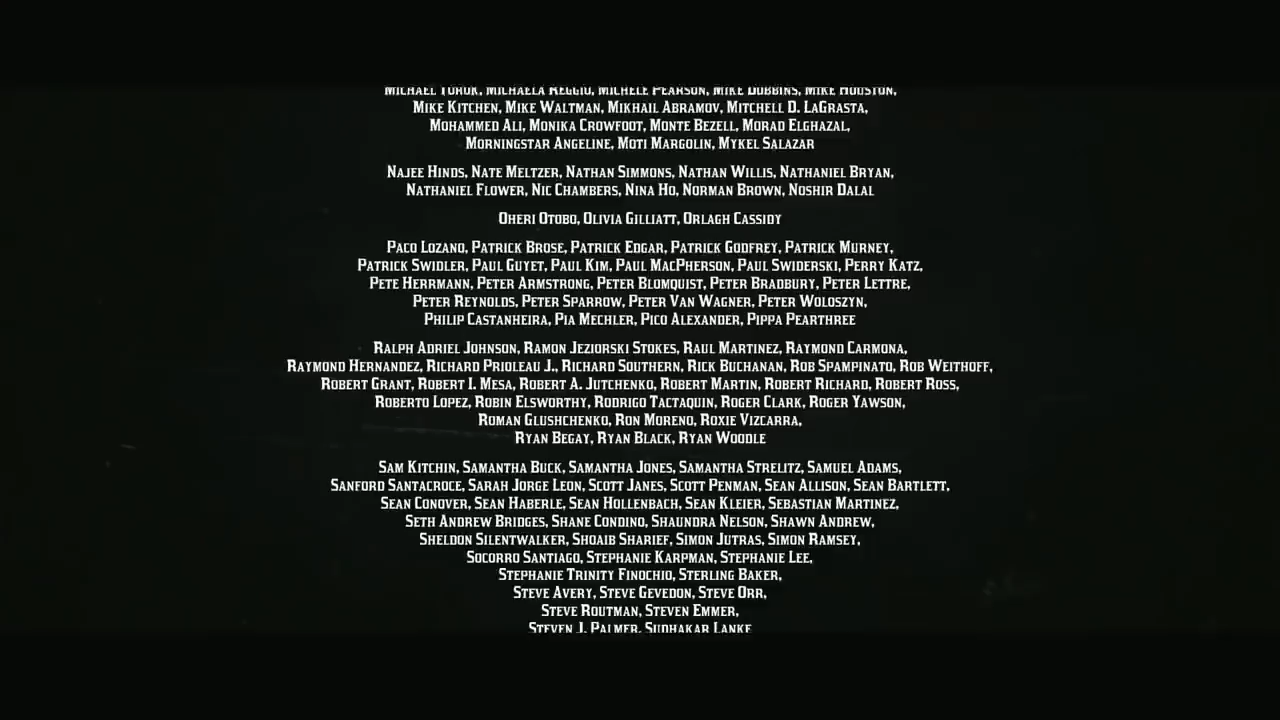 Michael Torok, Michaela Reggio, Michele Pearson, Mike Dobbins, Mike Houston,
Mike Kitchen, Mike Waltman, Mikhail Abramov, Mitchell D. LaGrasta,
Mohammed Ali, Monika Crowfoot, Monte Bezell, Morad Elghazal,
Morningstar Angeline, Moti Margolin, Mykel Salazar
Najee Hinds, Nate Meltzer, Nathan Simmons, Nathan Willis, Nathaniel Bryan,
Nathaniel Flower, Nic Chambers, Nina Ho, Norman Brown, Noshir Dalal
Oheri Otobo, Olivia Gilliatt, Orlagh Cassidy
Paco Lozano, Patrick Brose, Patrick Edgar, Patrick Godfrey, Patrick Murney,
Patrick Swidler, Paul Guyet, Paul Kim, Paul MacPherson, Paul Swiderski, Perry Katz,
Pete Herrmann, Peter Armstrong, Peter Blomquist, Peter Bradbury, Peter Lettre,
Peter Reynolds, Peter Sparrow, Peter Van Wagner, Peter Woloszyn,
Philip Castanheira, Pia Mechler, Pico Alexander, Pippa Pearthree
Ralph Adriel Johnson, Ramon Jeziorski Stokes, Raul Martinez, Raymond Carmona,
Raymond Hernandez, Richard Prioleau J., Richard Southern, Rick Buchanan, Rob Spampinato, Rob Weithoff,
Robert Grant, Robert I. Mesa, Robert A. Jutchenko, Robert Martin, Robert Richard, Robert Ross,
Roberto Lopez, Robin Elsworthy, Rodrigo Tactaquin, Roger Clark, Roger Yawson,
Roman Glushchenko, Ron Moreno, Roxie Vizcarra,
Ryan Begay, Ryan Black, Ryan Woodle
Sam Kitchin, Samantha Buck, Samantha Jones, Samantha Strelitz, Samuel Adams,
Sanford Santacroce, Sarah Jorge Leon, Scott Janes, Scott Penman, Sean Allison, Sean Bartlett,
Sean Conover, Sean Haberle, Sean Hollenbach, Sean Kleier, Sebastian Martinez,
Seth Andrew Bridges, Shane Condino, Shaundra Nelson, Shawn Andrew,
Sheldon Silentwalker, Shoaib Sharief, Simon Jutras, Simon Ramsey,
Socorro Santiago, Stephanie Karpman, Stephanie Lee,
Stephanie Trinity Finochio, Sterling Baker,
Steve Avery, Steve Gevedon, Steve Orr,
Steve Routman, Steven Emmer,
Steven J. Palmer, Sudhakar Lanke